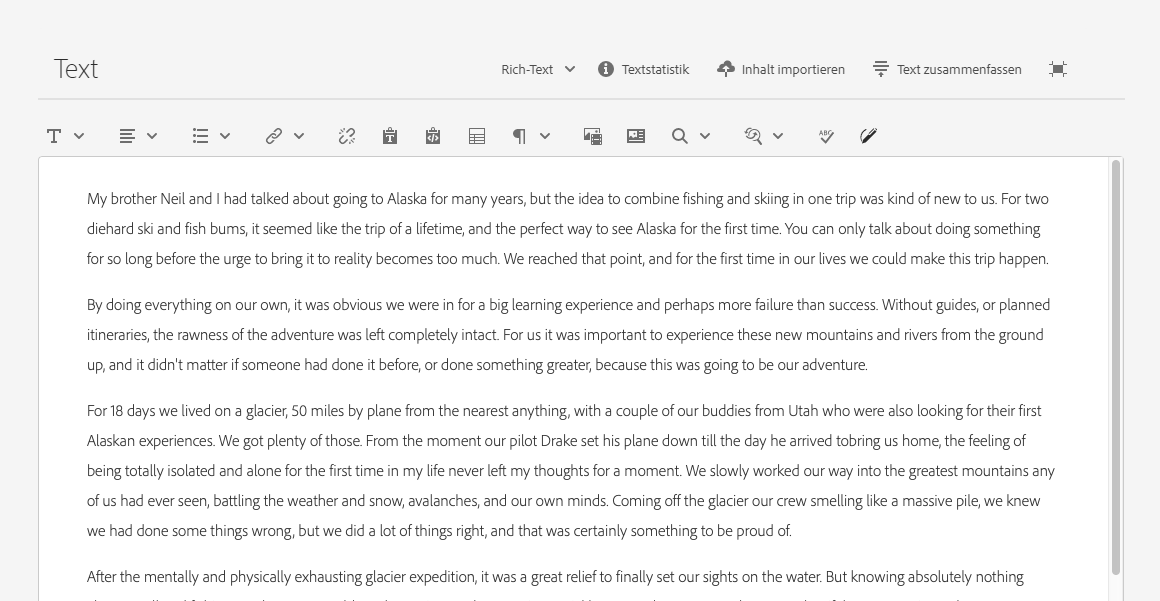 Text
Rich-Text
Textstatistik
Inhalt importieren
Text zusammenfassen
ABC
My brother Neil and I had talked about going to Alaska for many years, but the idea to combine fishing and skiing in one trip was kind of new to us. For two
diehard ski and fish bums, it seemed like the trip of a lifetime, and the perfect way to see Alaska for the first time. You can only talk about doing something
for so long before the urge to bring it to reality becomes too much. We reached that point, and for the first time in our lives we could make this trip happen.
By doing everything on our own, it was obvious we were in for a big learning experience and perhaps more failure than success. Without guides, or planned
itineraries, the rawness of the adventure was left completely intact. For us it was important to experience these new mountains and rivers from the ground
up, and it didn't matter if someone had done it before, or done something greater, because this was going to be our adventure.
For 18 days we lived on a glacier, 50 miles by plane from the nearest anything, with a couple of our buddies from Utah who were also looking for their first
Alaskan experiences. We got plenty of those. From the moment our pilot Drake set his plane down till the day he arrived tobring us home, the feeling of
being totally isolated and alone for the first time in my life never left my thoughts for a moment. We slowly worked our way into the greatest mountains any
of us had ever seen, battling the weather and snow, avalanches, and our own minds. Coming off the glacier our crew smelling like a massive pile, we knew
we had done some things wrong, but we did a lot of things right, and that was certainly something to be proud of.
After the mentally and physically exhausting glacier expedition, it was a great relief to finally set our sights on the water. But knowing absolutely nothing